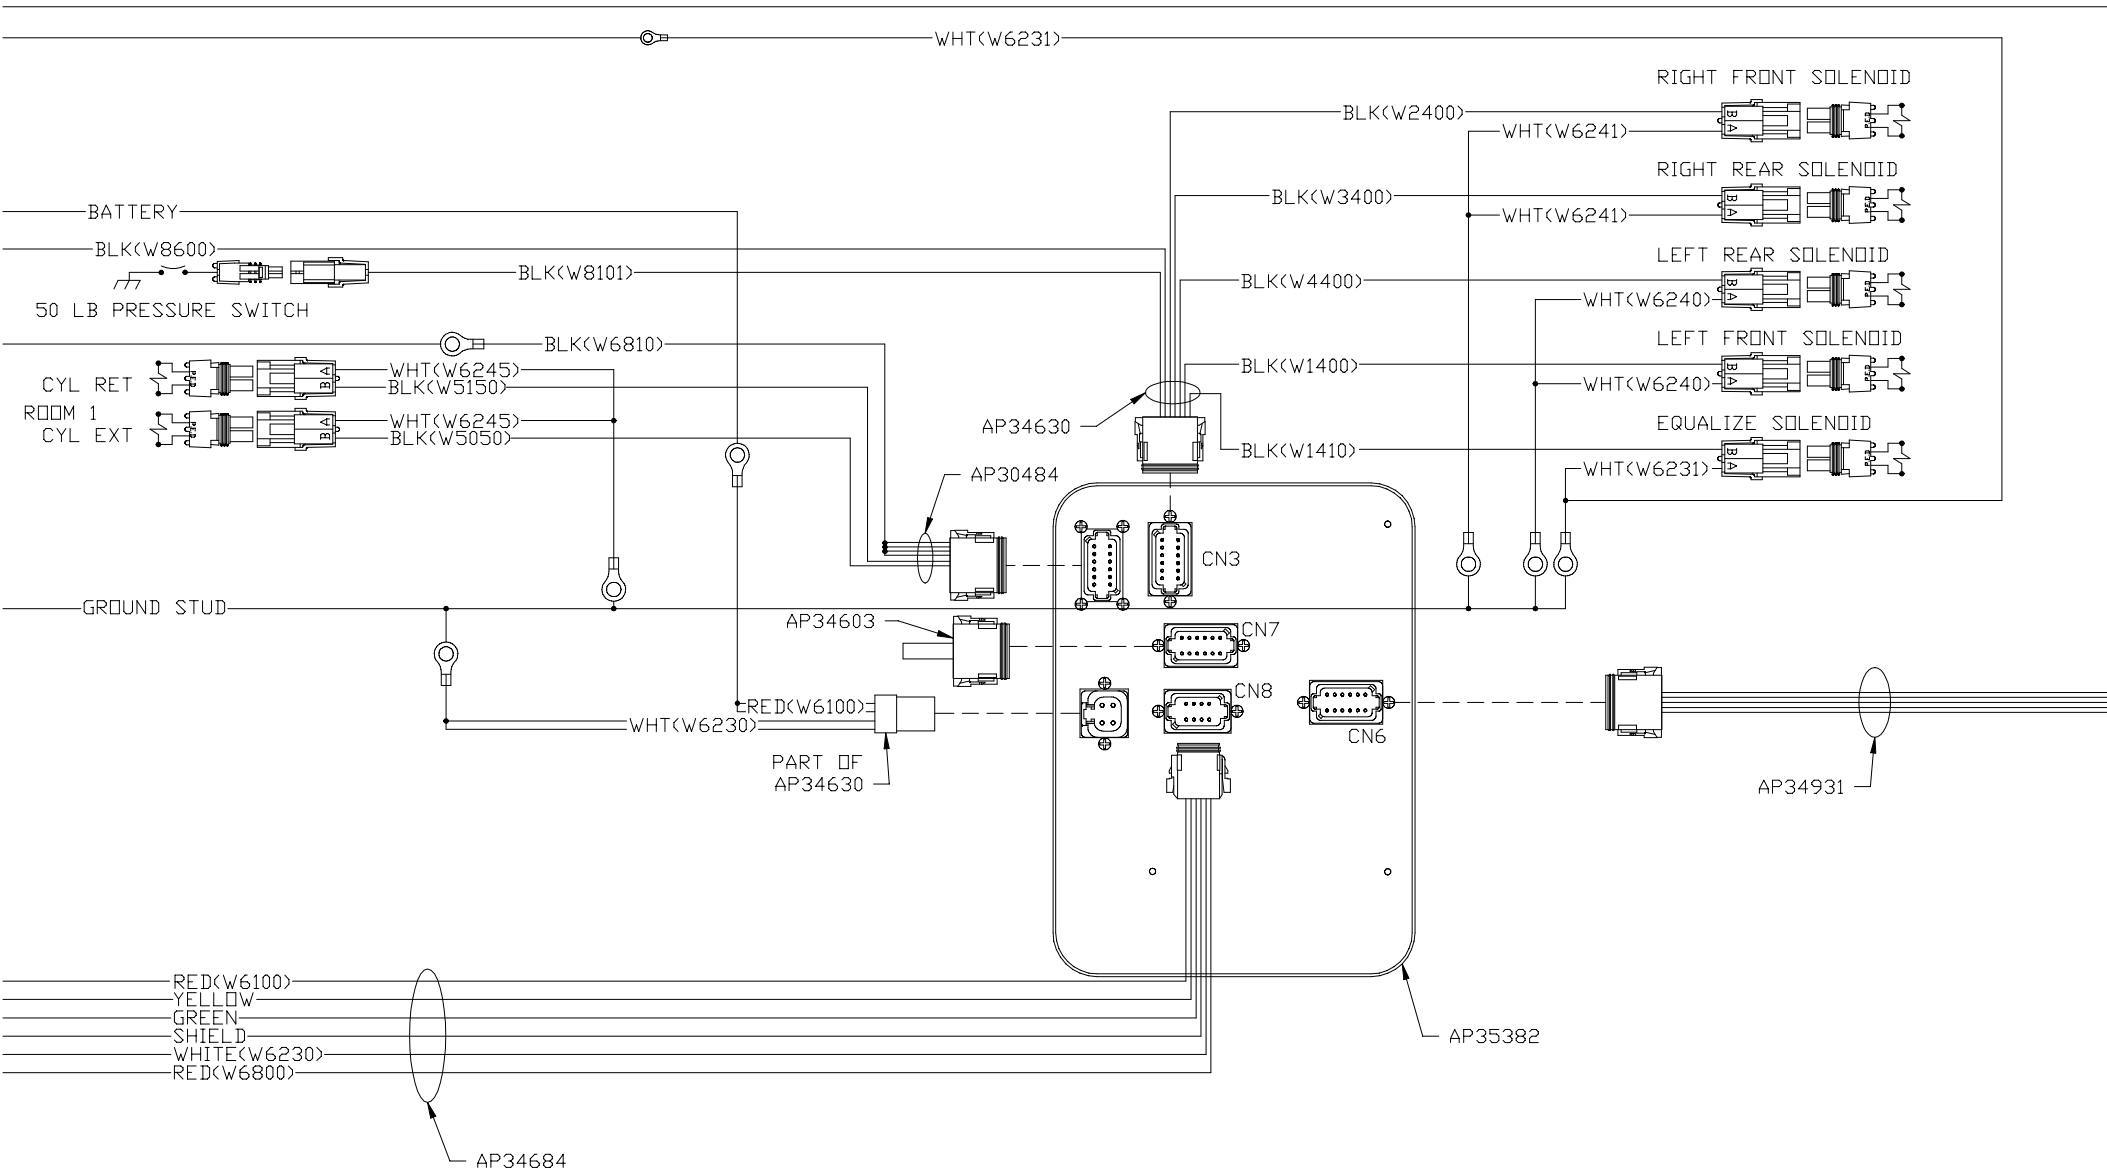 WHT(W6231)
RIGHT FRONT SOLENOID
BLK(W2400)
B
A
WHT(W6241)
RIGHT REAR SOLENOID
BLK(W3400)
B
A
WHT(W6241)
BATTERY
BLK(W8600)
LEFT REAR SOLENOID
BLK(W8101)
BLK(W4400)
B
A
WHT(W6240)
50 LB PRESSURE SWITCH
LEFT FRONT SOLENOID
BLK(W6810)
BLK(W1400)
B
A
WHT(W6240)
WHT(W6245)
A
CYL RET
BLK(W5150)
B
ROOM 1
WHT(W6245)
A
CYL EXT
BLK(W5050)
B
AP34630
EQUALIZE SOLENOID
BLK(W1410)
B
A
WHT(W6231)
AP30484
CN3
GROUND STUD
AP34603
CN7
CN8
RED(W6100)
WHT(W6230)
CN6
PART OF
AP34630
AP34931
RED(W6100)
YELLOW
GREEN
SHIELD
WHITE(W6230)
RED(W6800)
AP35382
AP34684